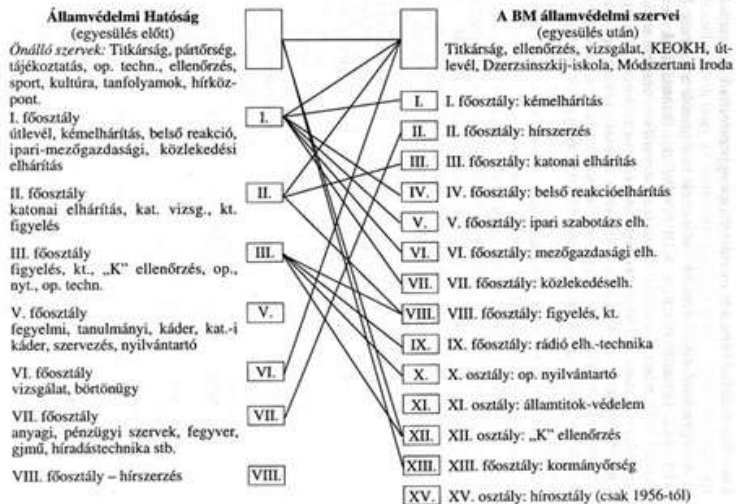 Államvédelmi Hatóság
(egyesülés előtt)
Önálló szervek: Titkárság, pártőrség,
tájékoztatás, op. techn., ellenőrzés,
sport, kultúra, tanfolyamok, hírköz-
pont.
I. főosztály
útlevél, kémelhárítás, belső reakció,
ipari-mezőgazdasági, közlekedési
elhárítás
II. főosztály
katonai elhárítás, kat. vizsg., kt.
figyelés
III. főosztály
figyelés, kt., „K” ellenőrzés, op.,
nyt., op. techn.
V. főosztály
fegyelmi, tanulmányi, káder, kat.-i
káder, szervezés, nyilvántartó
VI. főosztály
vizsgálat, börtönügy
VII. főosztály
anyagi, pénzügyi szervek, fegyver,
gjmű, híradástechnika stb.
VIII. főosztály – hírszerzés
I.
II.
III.
V.
VI.
VII.
VIII.
A BM államvédelmi szervei
(egyesülés után)
Titkárság, ellenőrzés, vizsgálat, KEOKH, út-
levél, Dzerzsinszkij-iskola, Módszertani Iroda
I. I. főosztály: kémelhárítás
II. II. főosztály: hírszerzés
III. III. főosztály: katonai elhárítás
IV. IV. főosztály: belső reakcióelhárítás
V. V. főosztály: ipari szabotázs elh.
VI. VI. főosztály: mezőgazdasági elh.
VII. VII. főosztály: közlekedéselh.
VIII. VIII. főosztály: figyelés, kt.
IX. IX. főosztály: rádió elh.-technika
X. X. osztály: op. nyilvántartó
XI. XI. osztály: államtitok-védelem
XII. XII. osztály: „K” ellenőrzés
XIII. XIII. főosztály: kormányőrség
XV. XV. osztály: hírosztály (csak 1956-tól)